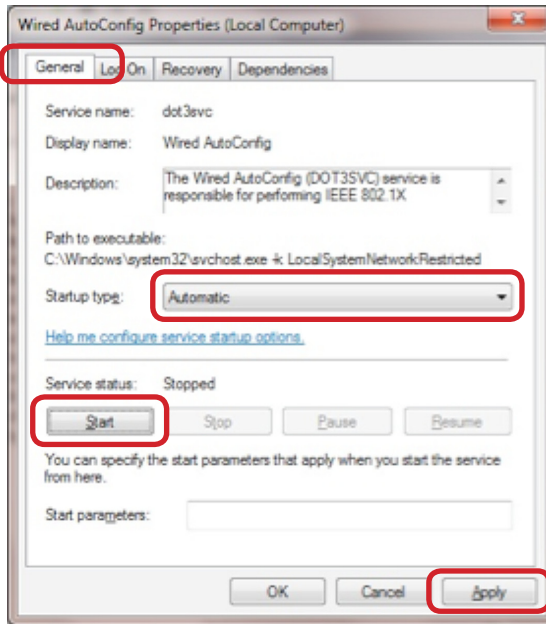 Wired AutoConfig Properties (Local Computer)
General Log On Recovery Dependencies
Service name: dot3svc
Display name: Wired AutoConfig
Description: The Wired AutoConfig (DOT3SVC) service is
responsible for performing IEEE 802.1X
Path to executable:
C:\Windows\system32\svchost.exe -k LocalSystemNetworkRestricted
Startup type: Automatic
Help me configure service startup options.
Service status: Stopped
Start Stop Pause Resume
You can specify the start parameters that apply when you start the service
from here.
Start parameters:
OK Cancel Apply